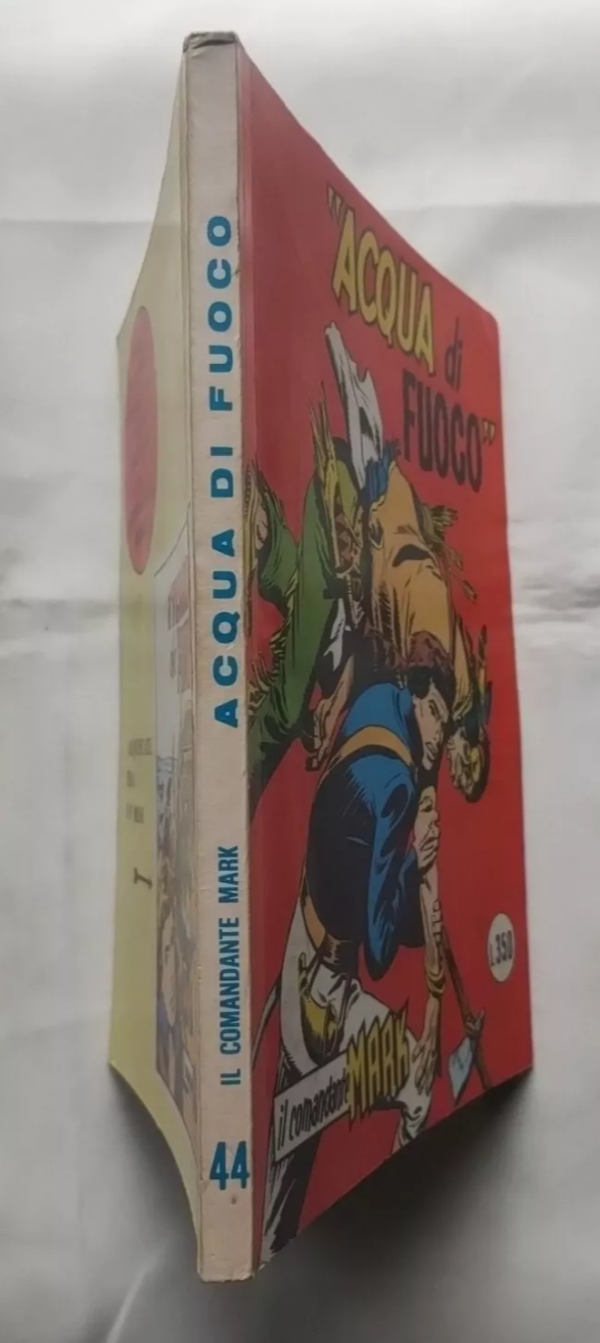 ACQUA DI FUOCO
IL COMANDANTE MARK
44
"ACQUA
di
FUOCO"
L.350
il comandante
MARK